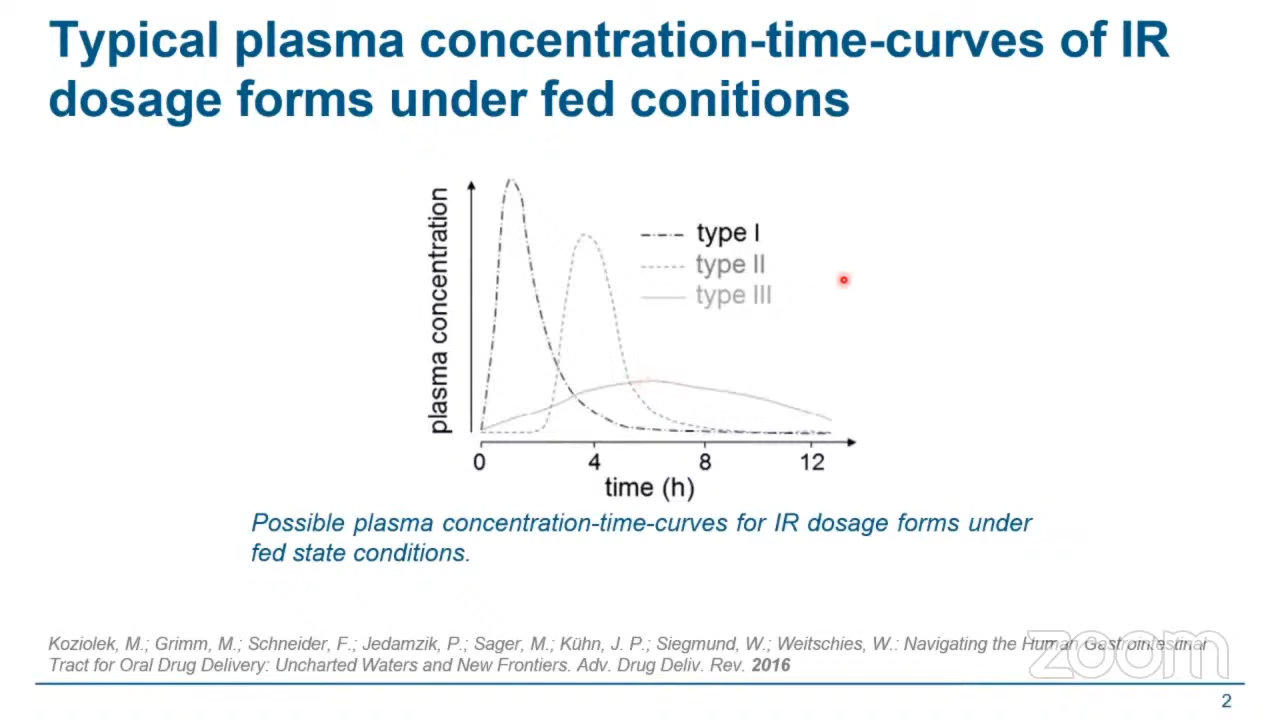 Typical plasma concentration-time-curves of IR
dosage forms under fed conitions
plasma concentration
type I
type II
type III
0 4 8 12
time (h)
Possible plasma concentration-time-curves for IR dosage forms under
fed state conditions.
Koziolek, M.; Grimm, M.; Schneider, F.; Jedamzik, P.; Sager, M.; Kühn, J. P.; Siegmund, W.; Weitschies, W.: Navigating the Human Gastrointestinal
Tract for Oral Drug Delivery: Uncharted Waters and New Frontiers. Adv. Drug Deliv. Rev. 2016
zoom
2